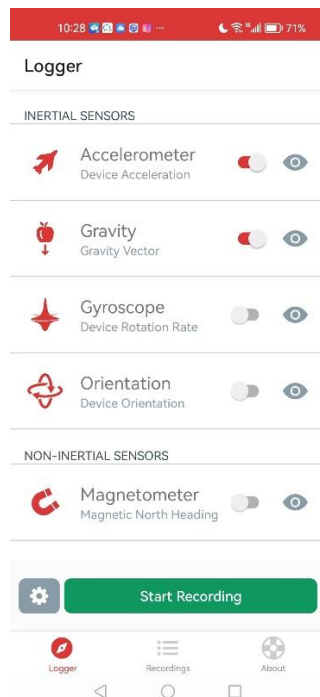 10:28 ... 71%
Logger
INERTIAL SENSORS
Accelerometer
Device Acceleration
Gravity
Gravity Vector
Gyroscope
Device Rotation Rate
Orientation
Device Orientation
NON-INERTIAL SENSORS
Magnetometer
Magnetic North Heading
Start Recording
Logger Recordings About